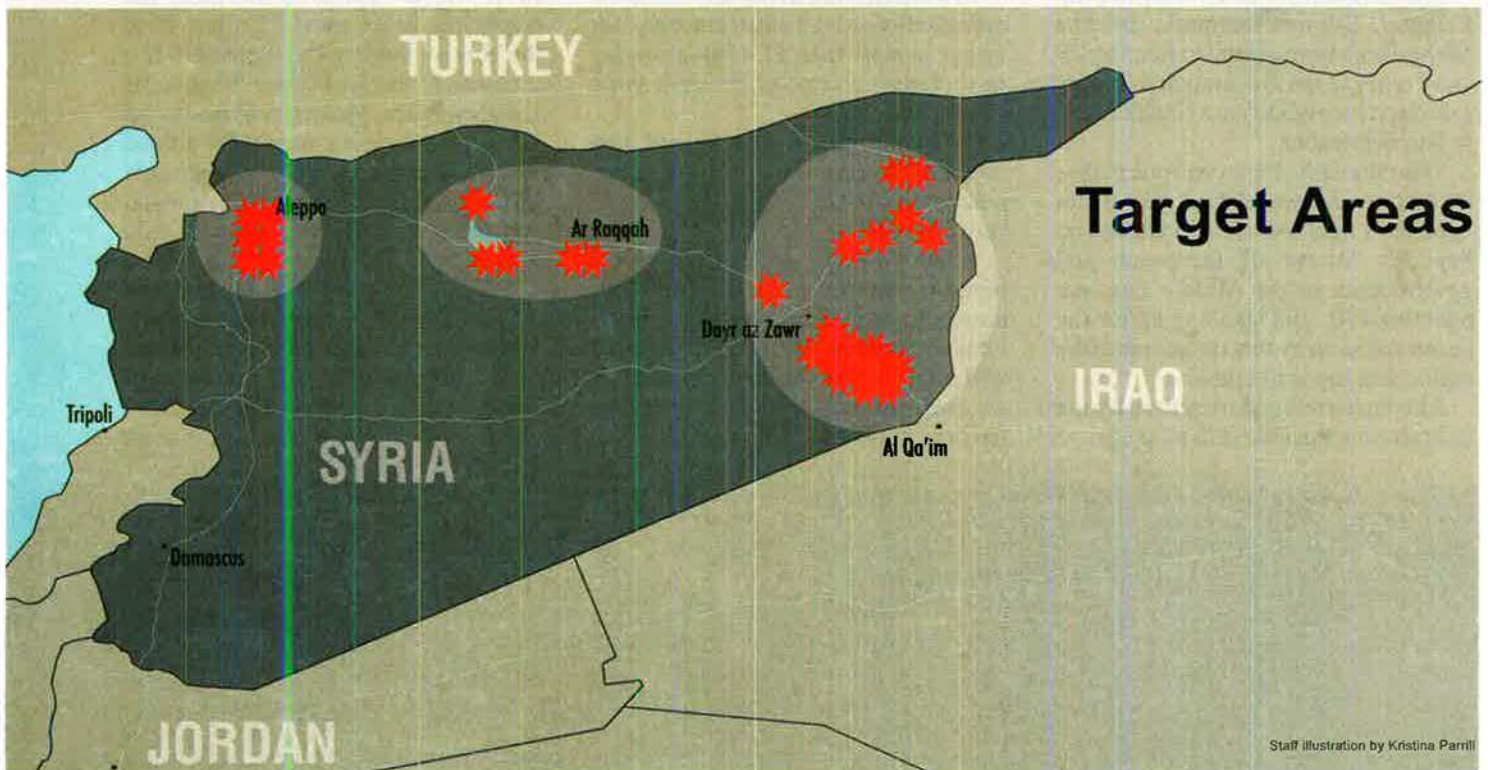 TURKEY
Target Areas
Aleppo
Ar Raqqah
Dayr az Zawr
IRAQ
Tripoli
SYRIA
Al Qa'im
Damascus
JORDAN
Staff illustration by Kristina Parrill